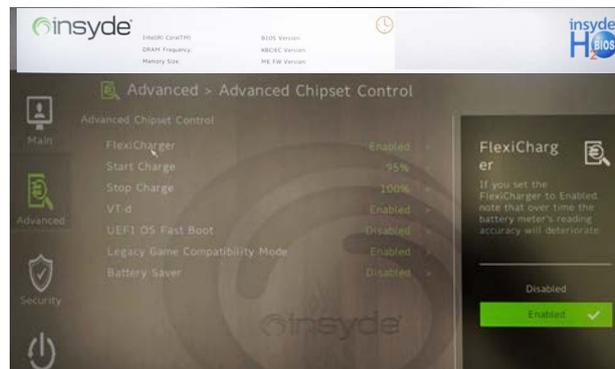 insyde
insyde
H2BIOS
Intel(R) Core(TM)
BIOS Version
DRAM Frequency:
KBC/EC Version
Memory Size
ME FW Version
Advanced > Advanced Chipset Control
Main
Advanced
Security
Advanced Chipset Control
FlexiCharger Enabled >
Start Charge 95%
Stop Charge 100%
VT-d Enabled >
UEFI OS Fast Boot Disabled >
Legacy Game Compatibility Mode Enabled >
Battery Saver Disabled >
insyde
FlexiCharg
er
If you set the
FlexiCharger to Enabled
note that over time the
battery meter's reading
accuracy will deteriorate
Disabled
Enabled